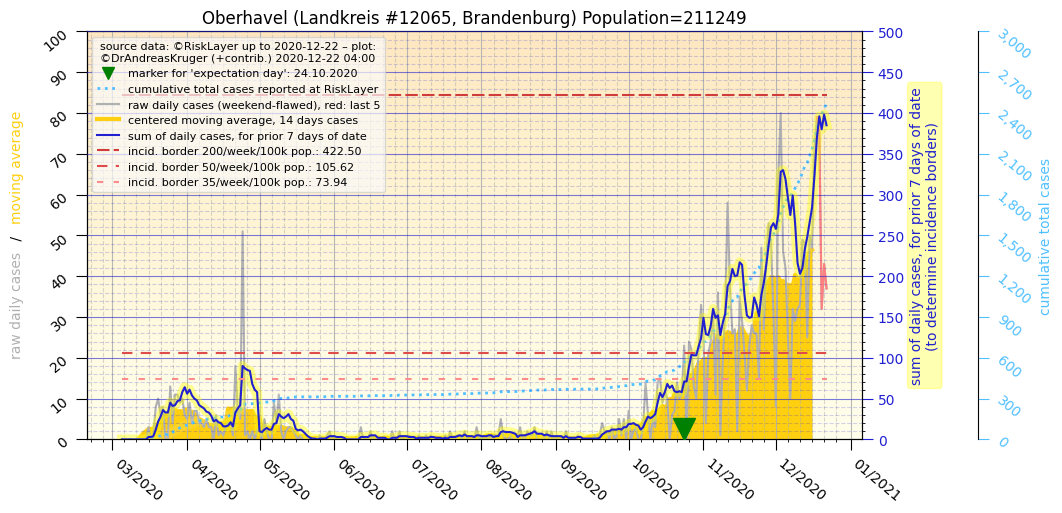 Oberhavel (Landkreis #12065, Brandenburg) Population=211249
source data: ©RiskLayer up to 2020-12-22 – plot:
©DrAndreasKruger (+contrib.) 2020-12-22 04:00
marker for 'expectation day': 24.10.2020
cumulative total cases reported at RiskLayer
raw daily cases (weekend-flawed), red: last 5
centered moving average, 14 days cases
sum of daily cases, for prior 7 days of date
incid. border 200/week/100k pop.: 422.50
incid. border 50/week/100k pop.: 105.62
incid. border 35/week/100k pop.: 73.94
raw daily cases / moving average
100
90
80
70
60
50
40
30
20
10
0
03/2020
04/2020
05/2020
06/2020
07/2020
08/2020
09/2020
10/2020
11/2020
12/2020
01/2021
500
450
400
350
300
250
200
150
100
50
0
sum of daily cases, for prior 7 days of date
(to determine incidence borders)
3,000
2,700
2,400
2,100
1,800
1,500
1,200
900
600
300
0
cumulative total cases